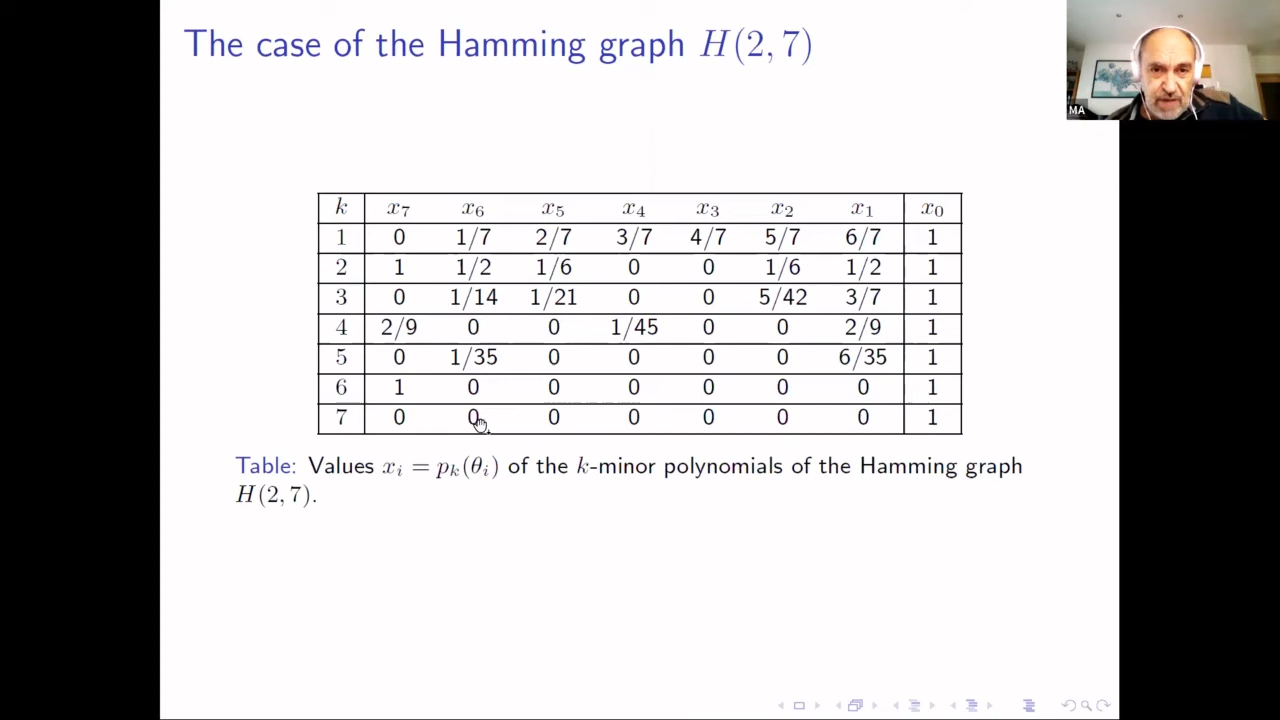 The case of the Hamming graph H(2, 7)
MA
k x₇ x₆ x₅ x₄ x₃ x₂ x₁ x₀
1 0 1/7 2/7 3/7 4/7 5/7 6/7 1
2 1 1/2 1/6 0 0 1/6 1/2 1
3 0 1/14 1/21 0 0 5/42 3/7 1
4 2/9 0 0 1/45 0 0 2/9 1
5 0 1/35 0 0 0 0 6/35 1
6 1 0 0 0 0 0 0 1
7 0 0 0 0 0 0 0 1
Table: Values xᵢ = pₖ(θᵢ) of the k-minor polynomials of the Hamming graph
H(2, 7).